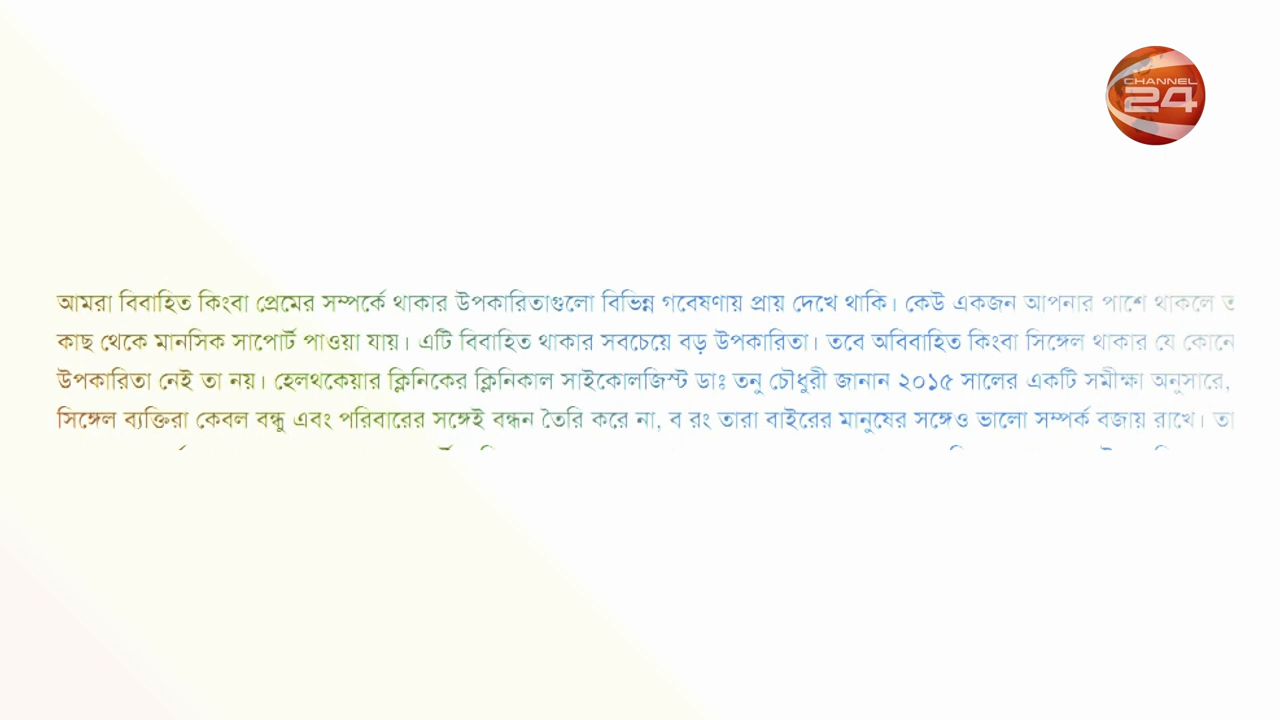 CHANNEL
24
আমরা বিবাহিত কিংবা প্রেমের সম্পর্কে থাকার উপকারিতাগুলো বিভিন্ন গবেষণায় প্রায় দেখে থাকি। কেউ একজন আপনার পাশে থাকলে ত
কাছ থেকে মানসিক সাপোর্ট পাওয়া যায়। এটি বিবাহিত থাকার সবচেয়ে বড় উপকারিতা। তবে অবিবাহিত কিংবা সিঙ্গেল থাকার যে কোনে
উপকারিতা নেই তা নয়। হেলথকেয়ার ক্লিনিকের ক্লিনিকাল সাইকোলজিস্ট ডাঃ তনু চৌধুরী জানান ২০১৫ সালের একটি সমীক্ষা অনুসারে,
সিঙ্গেল ব্যক্তিরা কেবল বন্ধু এবং পরিবারের সঙ্গেই বন্ধন তৈরি করে না, ব রং তারা বাইরের মানুষের সঙ্গেও ভালো সম্পর্ক বজায় রাখে। তা